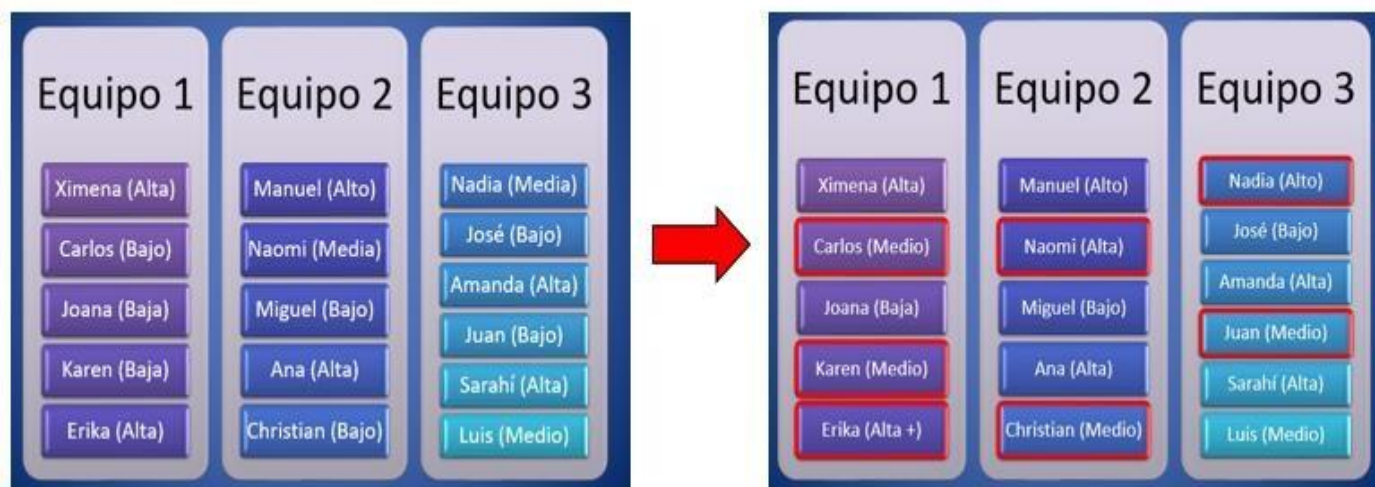 Equipo 1
Ximena (Alta)
Carlos (Bajo)
Joana (Baja)
Karen (Baja)
Erika (Alta)
Equipo 2
Manuel (Alto)
Naomi (Media)
Miguel (Bajo)
Ana (Alta)
Christian (Bajo)
Equipo 3
Nadia (Media)
José (Bajo)
Amanda (Alta)
Juan (Bajo)
Sarahí (Alta)
Luis (Medio)
Equipo 1
Ximena (Alta)
Carlos (Medio)
Joana (Baja)
Karen (Medio)
Erika (Alta +)
Equipo 2
Manuel (Alto)
Naomi (Alta)
Miguel (Bajo)
Ana (Alta)
Christian (Medio)
Equipo 3
Nadia (Alto)
José (Bajo)
Amanda (Alta)
Juan (Medio)
Sarahí (Alta)
Luis (Medio)